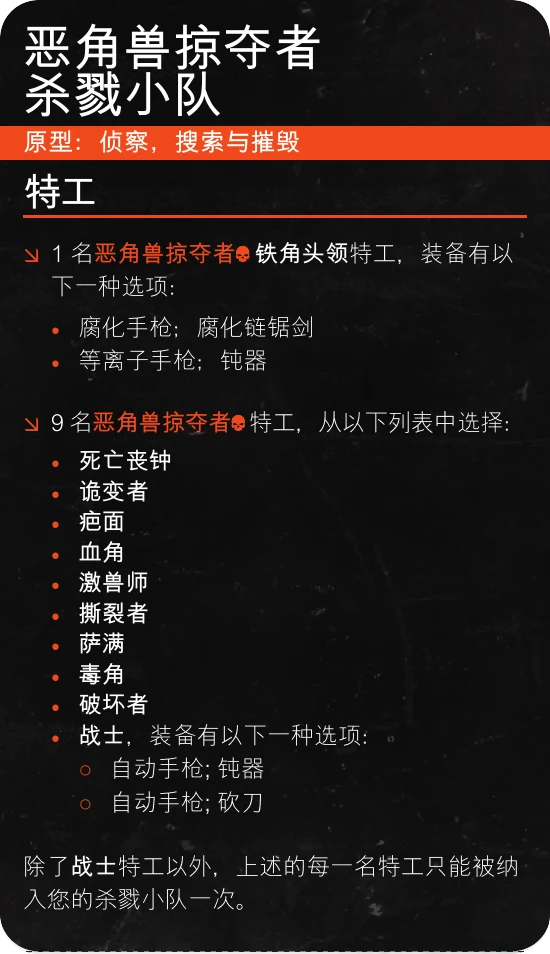 恶角兽掠夺者
杀戮小队
原型：侦察，搜索与摧毁
特工
1 名恶角兽掠夺者铁角头领特工，装备有以
下一种选项:
腐化手枪；腐化链锯剑
等离子手枪；钝器
9 名恶角兽掠夺者特工，从以下列表中选择:
死亡丧钟
诡变者
疤面
血角
激兽师
撕裂者
萨满
毒角
破坏者
战士，装备有以下一种选项:
自动手枪; 钝器
自动手枪; 砍刀
除了战士特工以外，上述的每一名特工只能被纳
入您的杀戮小队一次。